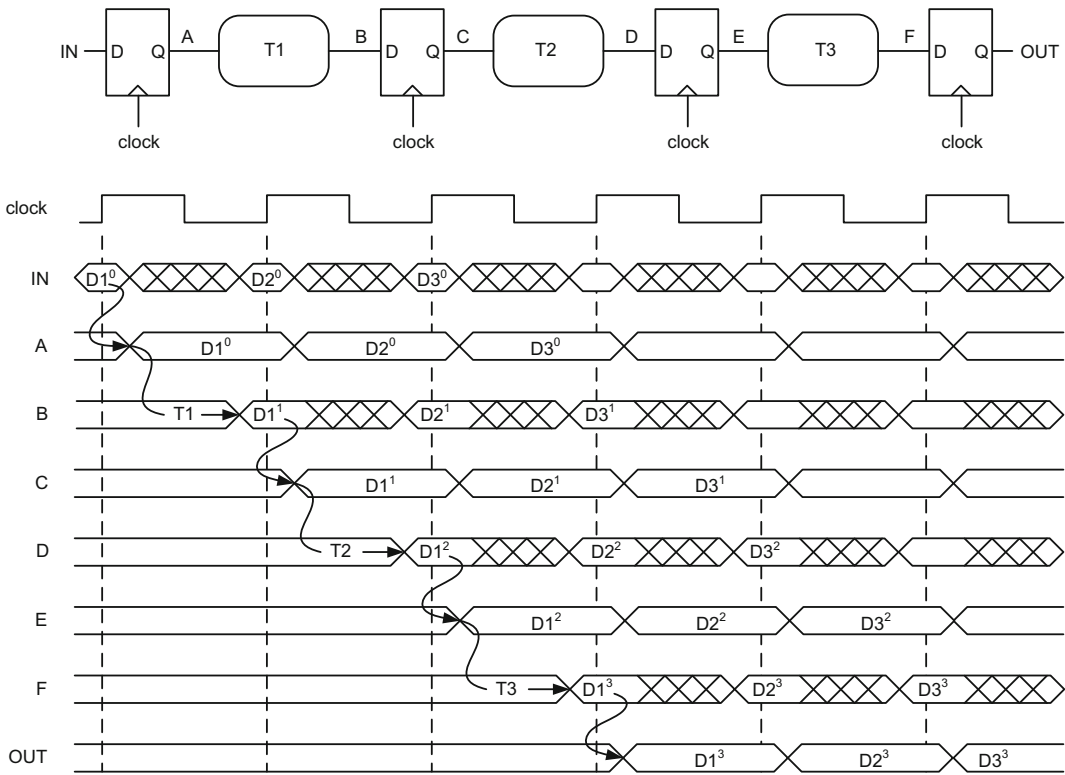 A T1 B C T2 D E T3 F
IN D Q D Q D Q D Q OUT
clock clock clock clock
clock
IN D1⁰ D2⁰ D3⁰
A D1⁰ D2⁰ D3⁰
B T1 D1¹ D2¹ D3¹
C D1¹ D2¹ D3¹
D T2 D1² D2² D3²
E D1² D2² D3²
F T3 D1³ D2³ D3³
OUT D1³ D2³ D3³